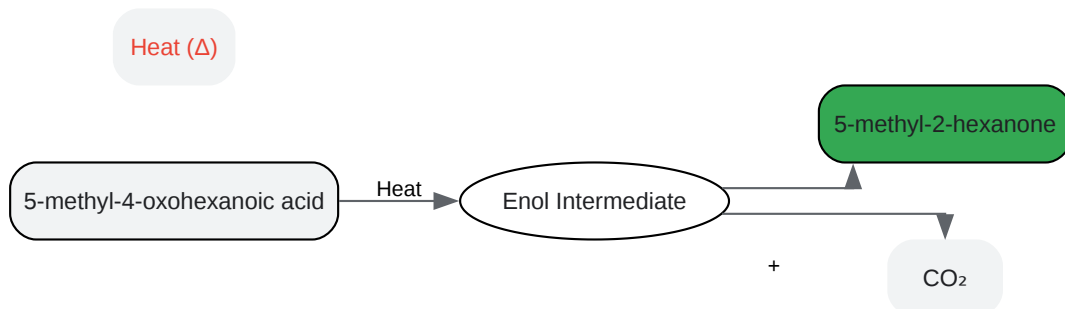 Heat (Δ)
5-methyl-2-hexanone
5-methyl-4-oxohexanoic acid
Heat
Enol Intermediate
+
CO₂